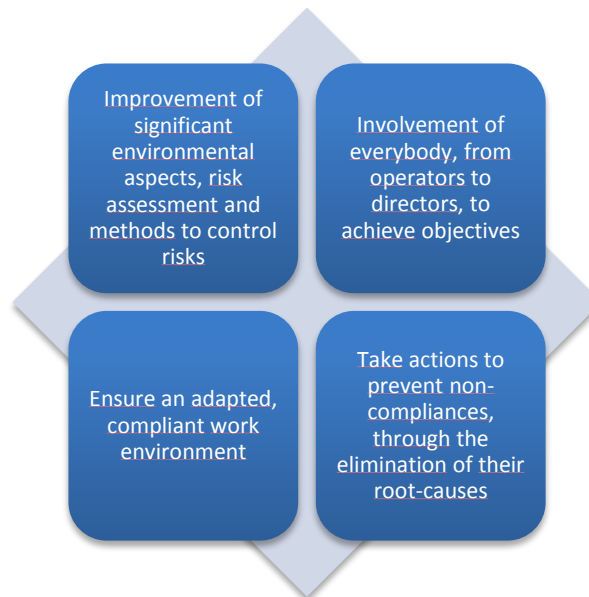 Improvement of
significant
environmental
aspects, risk
assessment and
methods to control
risks
Involvement of
everybody, from
operators to
directors, to
achieve objectives
Ensure an adapted,
compliant work
environment
Take actions to
prevent non-
compliances,
through the
elimination of their
root-causes